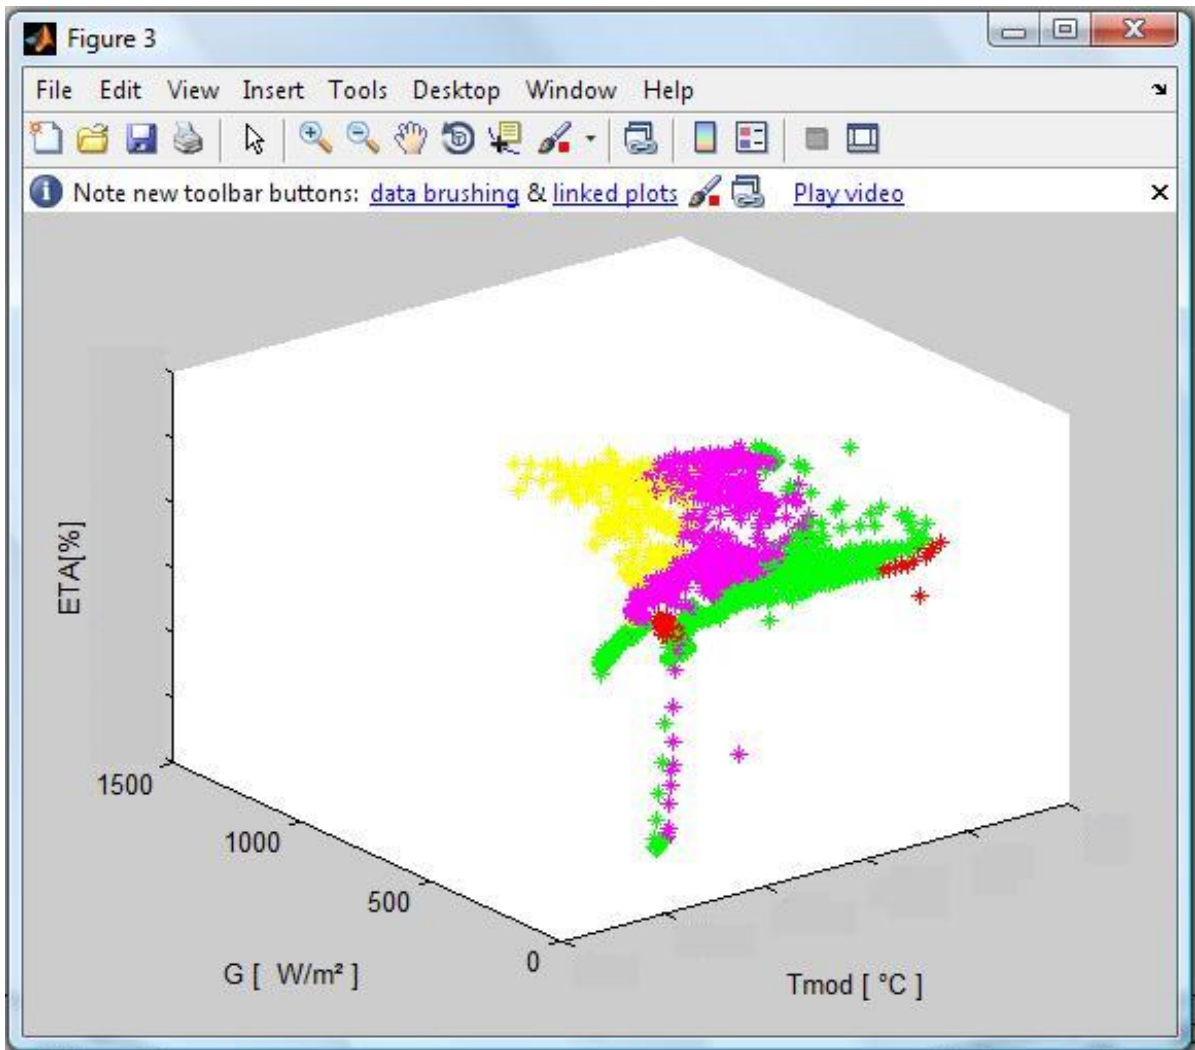 Figure 3
File Edit View Insert Tools Desktop Window Help
Note new toolbar buttons: data brushing & linked plots Play video
ETA[%]
1500
1000
500
0
G [ W/m² ]
Tmod [ °C ]